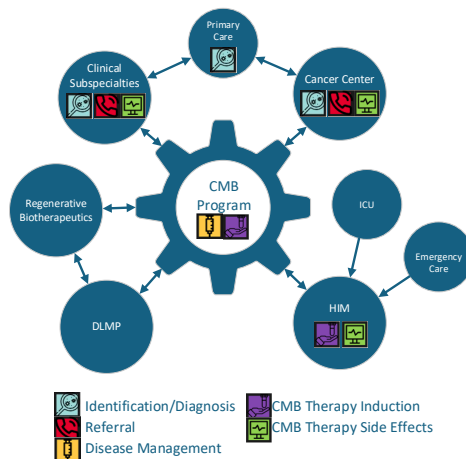 Primary
Care
Clinical
Subspecialties
Cancer Center
CMB
Program
Regenerative
Biotherapeutics
ICU
Emergency
Care
DLMP
HIM
Identification/Diagnosis
Referral
Disease Management
CMB Therapy Induction
CMB Therapy Side Effects